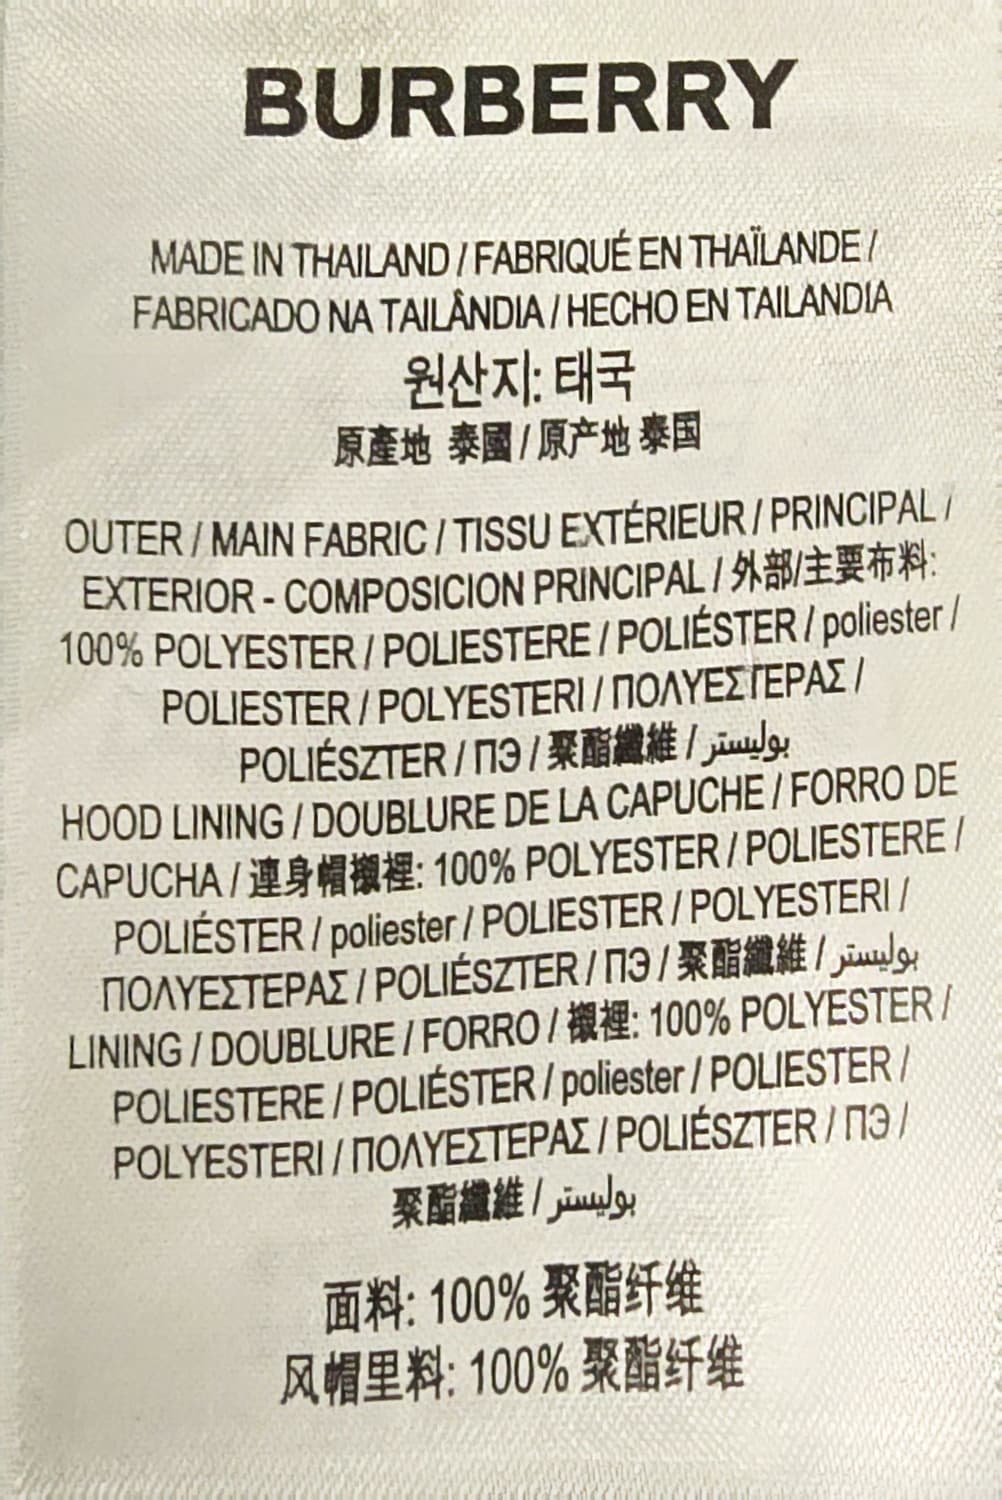 BURBERRY
MADE IN THAILAND / FABRIQUÉ EN THAÏLANDE /
FABRICADO NA TAILÂNDIA / HECHO EN TAILANDIA
원산지: 태국
原產地 泰國 / 原产地 泰国
OUTER / MAIN FABRIC / TISSU EXTÉRIEUR / PRINCIPAL /
EXTERIOR - COMPOSICION PRINCIPAL / 外部/主要布料:
100% POLYESTER / POLIESTERE / POLIÉSTER / poliester /
POLIESTER / POLYESTERI / ΠΟΛΥΕΣΤΕΡΑΣ /
POLIÉSZTER / ПЭ / 聚酯纖維 / بوليستر
HOOD LINING / DOUBLURE DE LA CAPUCHE / FORRO DE
CAPUCHA / 連身帽襯裡: 100% POLYESTER / POLIESTERE /
POLIÉSTER / poliester / POLIESTER / POLYESTERI /
ΠΟΛΥΕΣΤΕΡΑΣ / POLIÉSZTER / ПЭ / 聚酯纖維 / بوليستر
LINING / DOUBLURE / FORRO / 襯裡: 100% POLYESTER /
POLIESTERE / POLIÉSTER / poliester / POLIESTER /
POLYESTERI / ΠΟΛΥΕΣΤΕΡΑΣ / POLIÉSZTER / ПЭ /
聚酯纖維 / بوليستر
面料: 100% 聚酯纤维
风帽里料: 100% 聚酯纤维